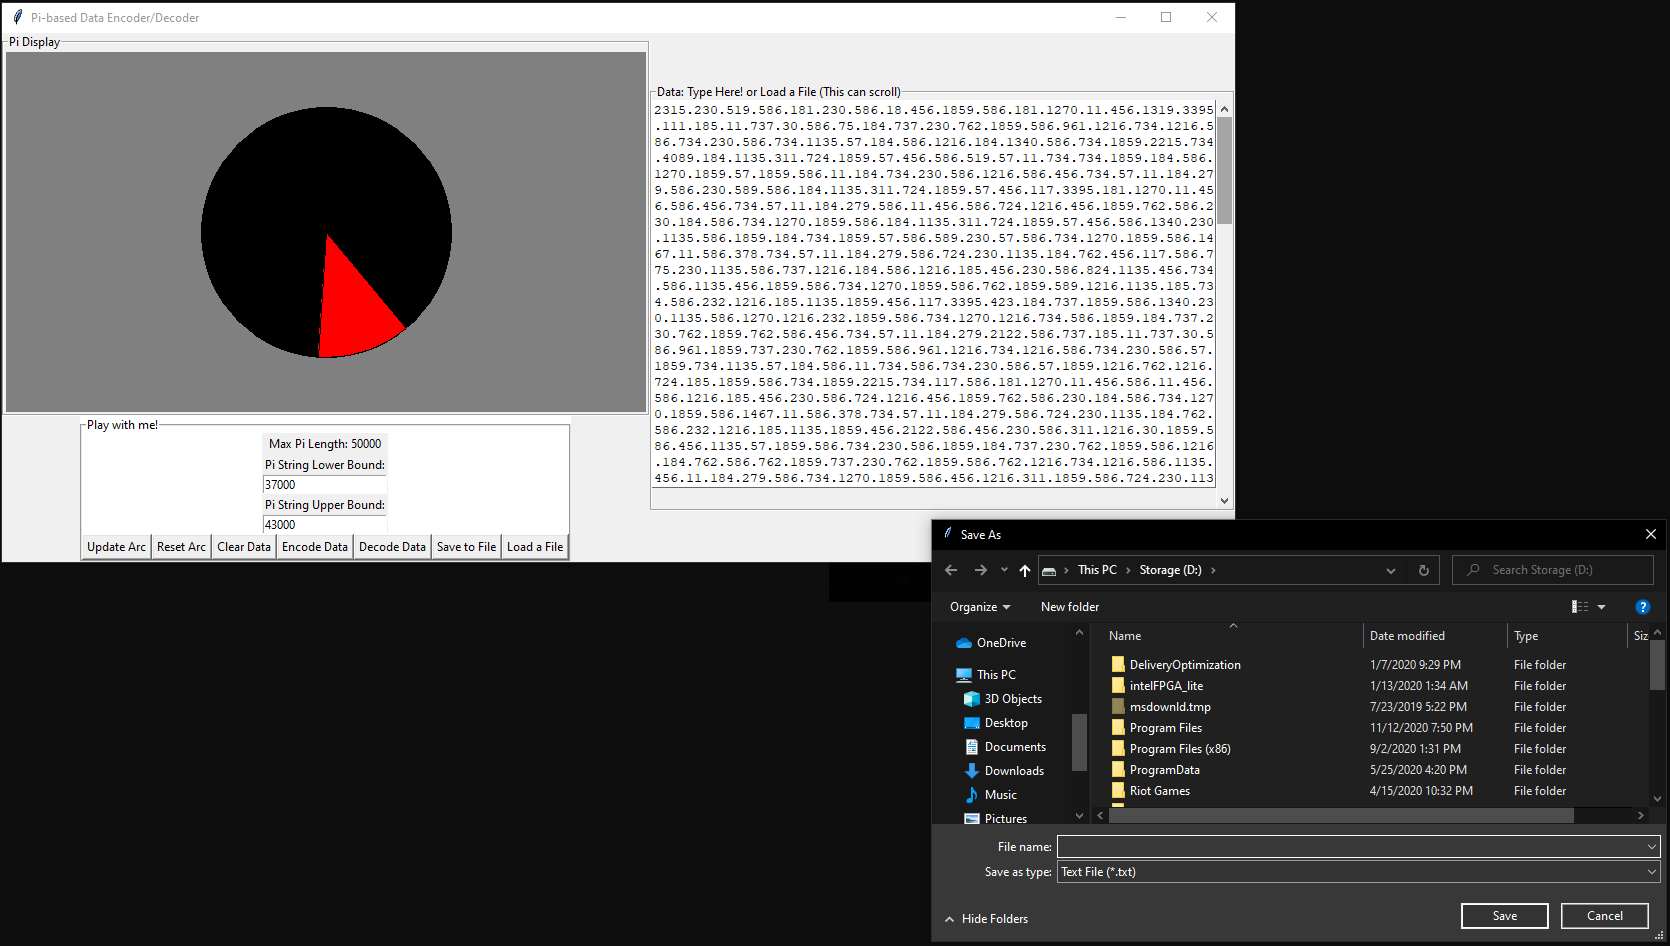 Pi-based Data Encoder/Decoder
Pi Display
Data: Type Here! or Load a File (This can scroll)
2315.230.519.586.181.230.586.18.456.1859.586.181.1270.11.456.1319.3395
.111.185.11.737.30.586.75.184.737.230.762.1859.586.961.1216.734.1216.5
86.734.230.586.734.1135.57.184.586.1216.184.1340.586.734.1859.2215.734
.4089.184.1135.311.724.1859.57.456.586.519.57.11.734.734.1859.184.586.
1270.1859.57.1859.586.11.184.734.230.586.1216.586.456.734.57.11.184.27
9.586.230.589.586.184.1135.311.724.1859.57.456.117.3395.181.1270.11.45
6.586.456.734.57.11.184.279.586.11.456.586.724.1216.456.1859.762.586.2
30.184.586.734.1270.1859.586.184.1135.311.724.1859.57.456.586.1340.230
.1135.586.1859.184.734.1859.57.586.589.230.57.586.734.1270.1859.586.14
67.11.586.378.734.57.11.184.279.586.724.230.1135.184.762.456.117.586.7
75.230.1135.586.737.1216.184.586.1216.185.456.230.586.824.1135.456.734
.586.1135.456.1859.586.734.1270.1859.586.762.1859.589.1216.1135.185.73
4.586.232.1216.185.1135.1859.456.117.3395.423.184.737.1859.586.1340.23
0.1135.586.1270.1216.232.1859.586.734.1270.1216.734.586.1859.184.737.2
30.762.1859.762.586.456.734.57.11.184.279.2122.586.737.185.11.737.30.5
86.961.1859.737.230.762.1859.586.961.1216.734.1216.586.734.230.586.57.
1859.734.1135.57.184.586.11.734.586.734.230.586.57.1859.1216.762.1216.
724.185.1859.586.734.1859.2215.734.117.586.181.1270.11.456.586.11.456.
586.1216.185.456.230.586.724.1216.456.1859.762.586.230.184.586.734.127
0.1859.586.1467.11.586.378.734.57.11.184.279.586.724.230.1135.184.762.
586.232.1216.185.1135.1859.456.2122.586.456.230.586.311.1216.30.1859.5
86.456.1135.57.1859.586.734.230.586.1859.184.737.230.762.1859.586.1216
.184.762.586.762.1859.737.230.762.1859.586.762.1216.734.1216.586.1135.
456.11.184.279.586.734.1270.1859.586.456.1216.311.1859.586.724.230.113
Play with me!
Max Pi Length: 50000
Pi String Lower Bound:
37000
Pi String Upper Bound:
43000
Update Arc Reset Arc Clear Data Encode Data Decode Data Save to File Load a File
Save As
This PC Storage (D:) Search Storage (D:)
Organize New folder ?
Name Date modified Type Siz
OneDrive
This PC
3D Objects
Desktop
Documents
Downloads
Music
Pictures
DeliveryOptimization 1/7/2020 9:29 PM File folder
intelFPGA_lite 1/13/2020 1:34 AM File folder
msdownld.tmp 7/23/2019 5:22 PM File folder
Program Files 11/12/2020 7:50 PM File folder
Program Files (x86) 9/2/2020 1:31 PM File folder
ProgramData 5/25/2020 4:20 PM File folder
Riot Games 4/15/2020 10:32 PM File folder
File name:
Save as type: Text File (*.txt)
Hide Folders Save Cancel